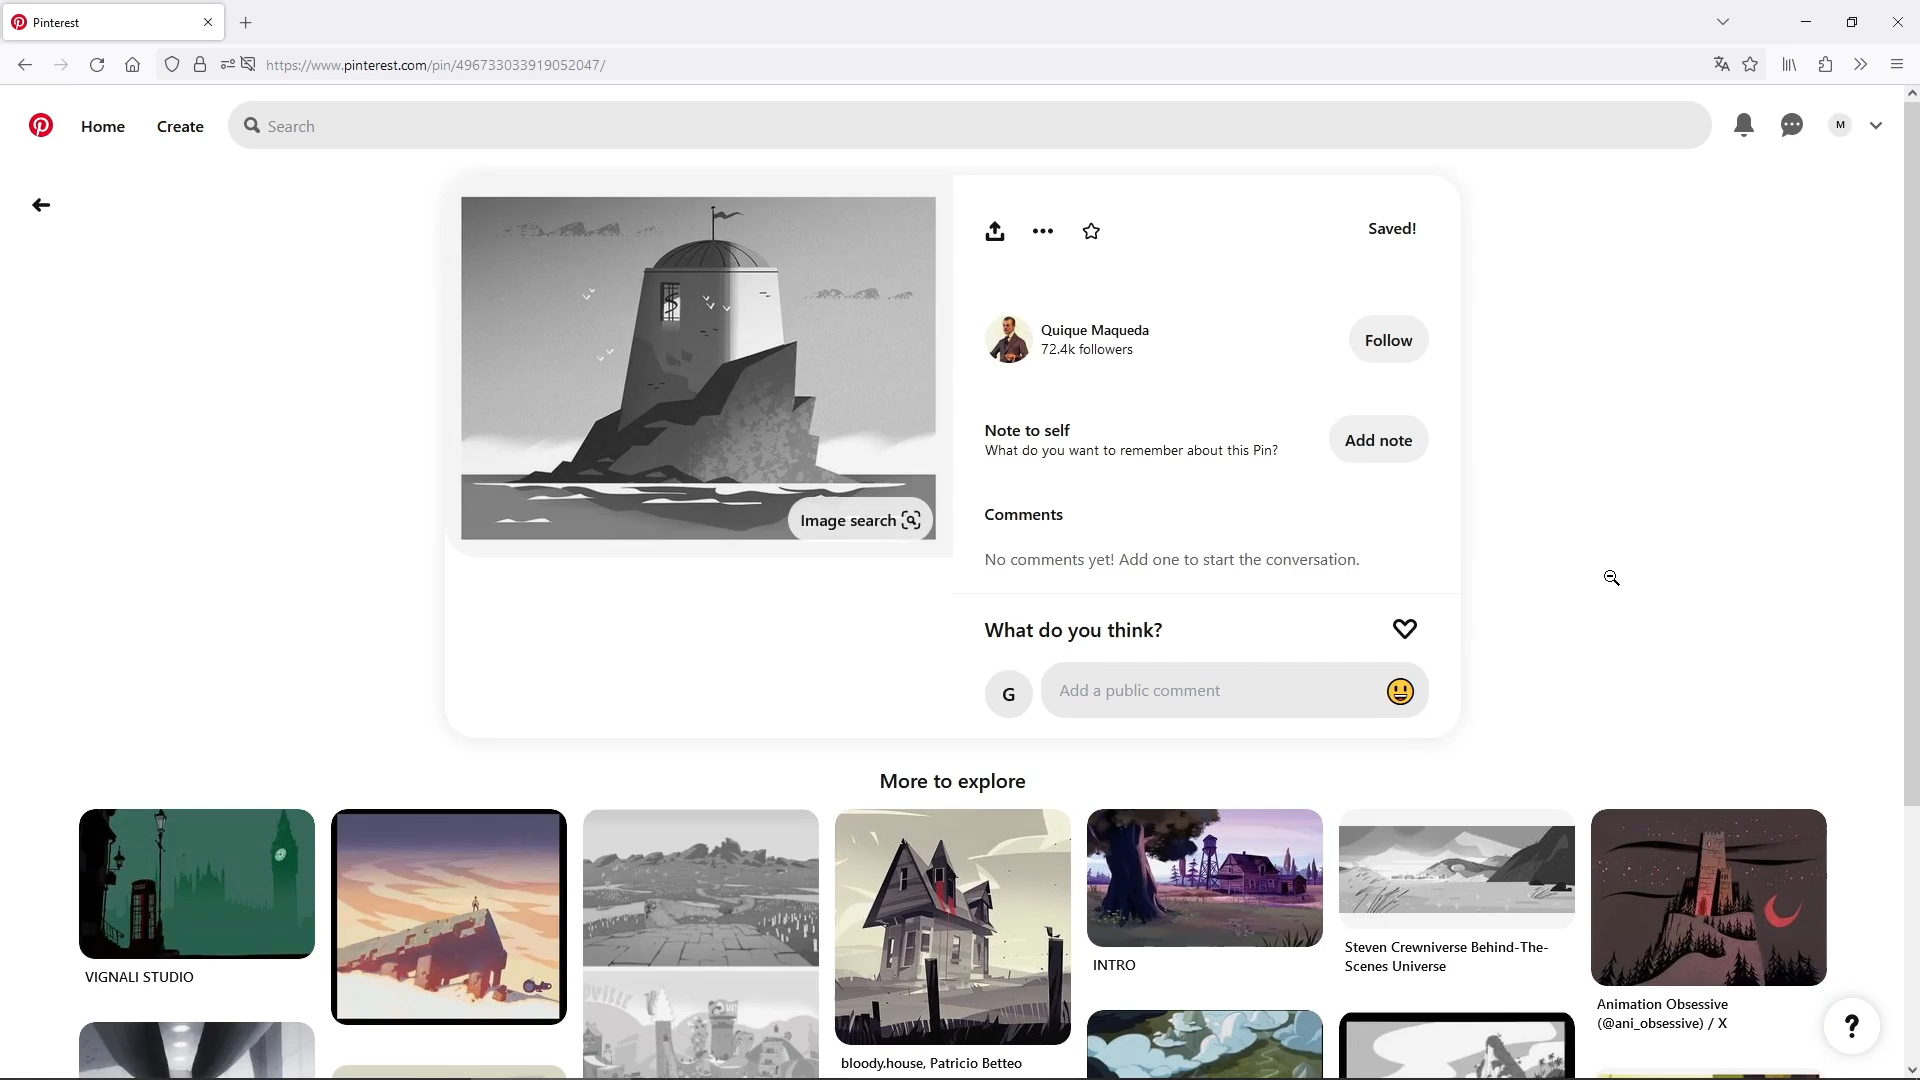 Pinterest
https://www.pinterest.com/pin/496733033919052047/
Home
Create
Search
M
Saved!
Quique Maqueda
72.4k followers
Follow
Note to self
What do you want to remember about this Pin?
Add note
Image search
Comments
No comments yet! Add one to start the conversation.
What do you think?
G
Add a public comment
More to explore
VIGNALI STUDIO
bloody.house, Patricio Betteo
INTRO
Steven Crewniverse Behind-The-
Scenes Universe
Animation Obsessive
(@ani_obsessive) / X
?